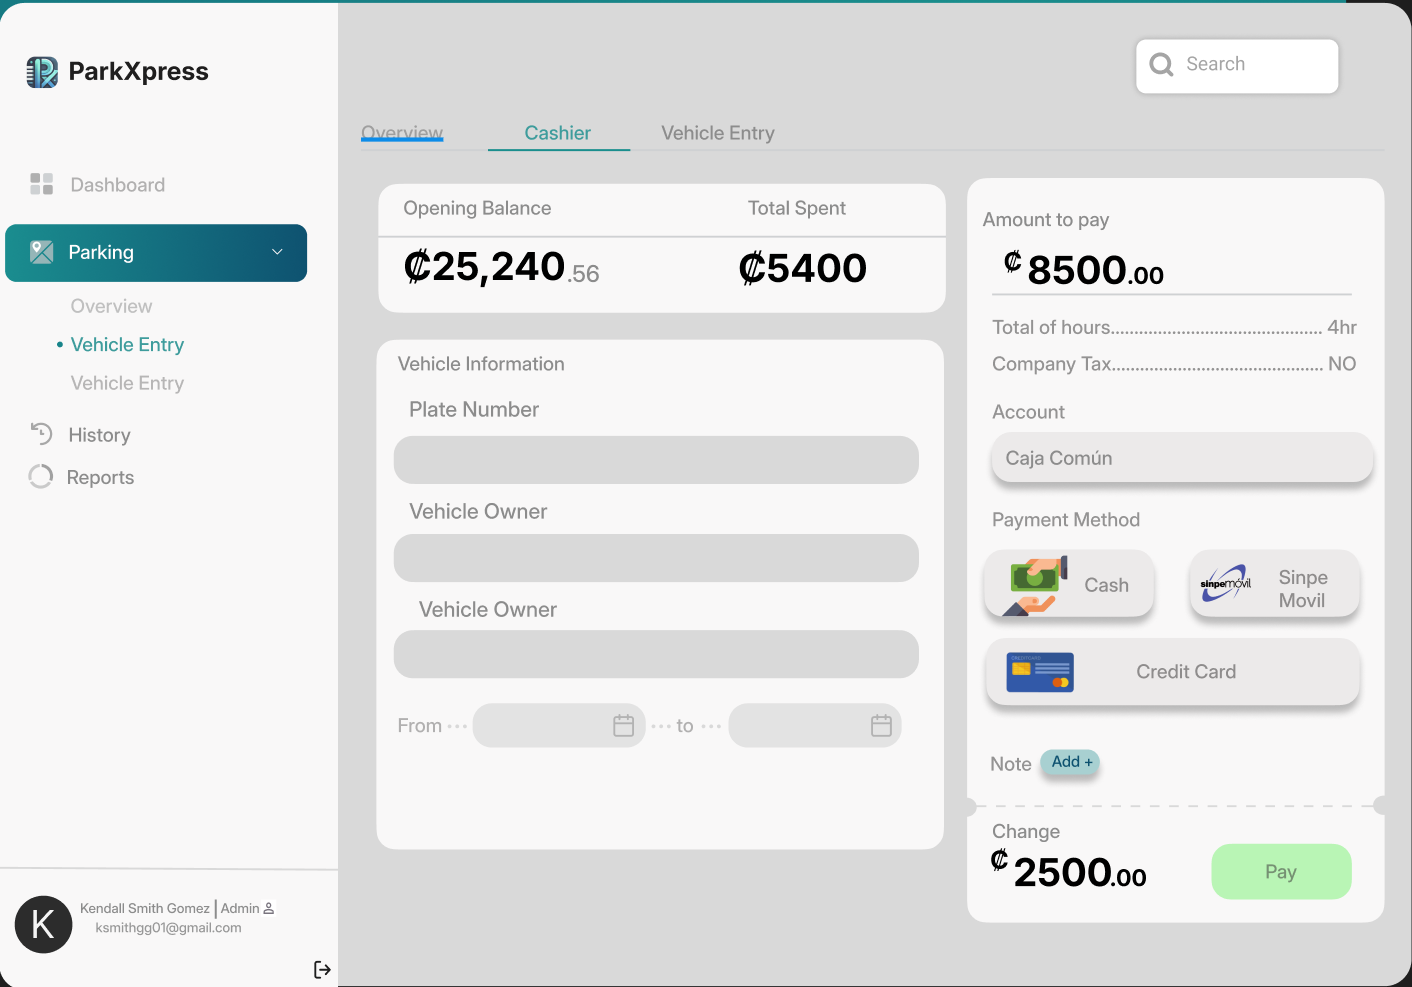 ParkXpress
Search
Overview
Cashier
Vehicle Entry
Dashboard
Parking
Overview
Vehicle Entry
Vehicle Entry
History
Reports
Opening Balance
Total Spent
₡25,240.56
₡5400
Vehicle Information
Plate Number
Vehicle Owner
Vehicle Owner
From
to
Amount to pay
₡8500.00
Total of hours............................................. 4hr
Company Tax............................................. NO
Account
Caja Común
Payment Method
Cash
sinpemóvil
Sinpe
Movil
CREDITCARD
Credit Card
Note
Add +
Change
₡2500.00
Pay
K
Kendall Smith Gomez | Admin
ksmithgg01@gmail.com